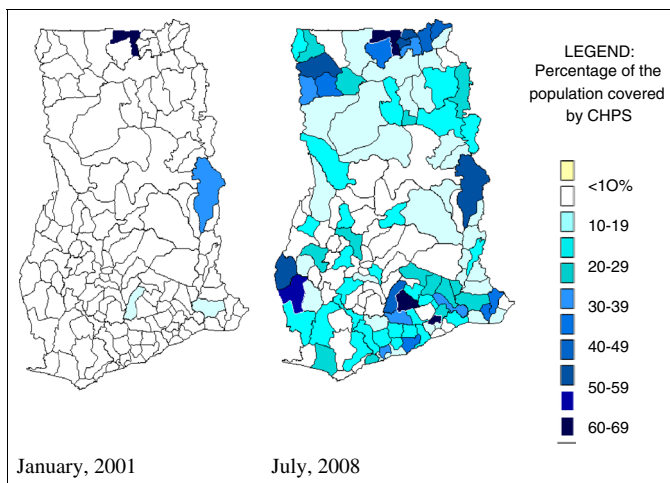 LEGEND:
Percentage of the
population covered
by CHPS
<1O%
10-19
20-29
30-39
40-49
50-59
60-69
January, 2001
July, 2008